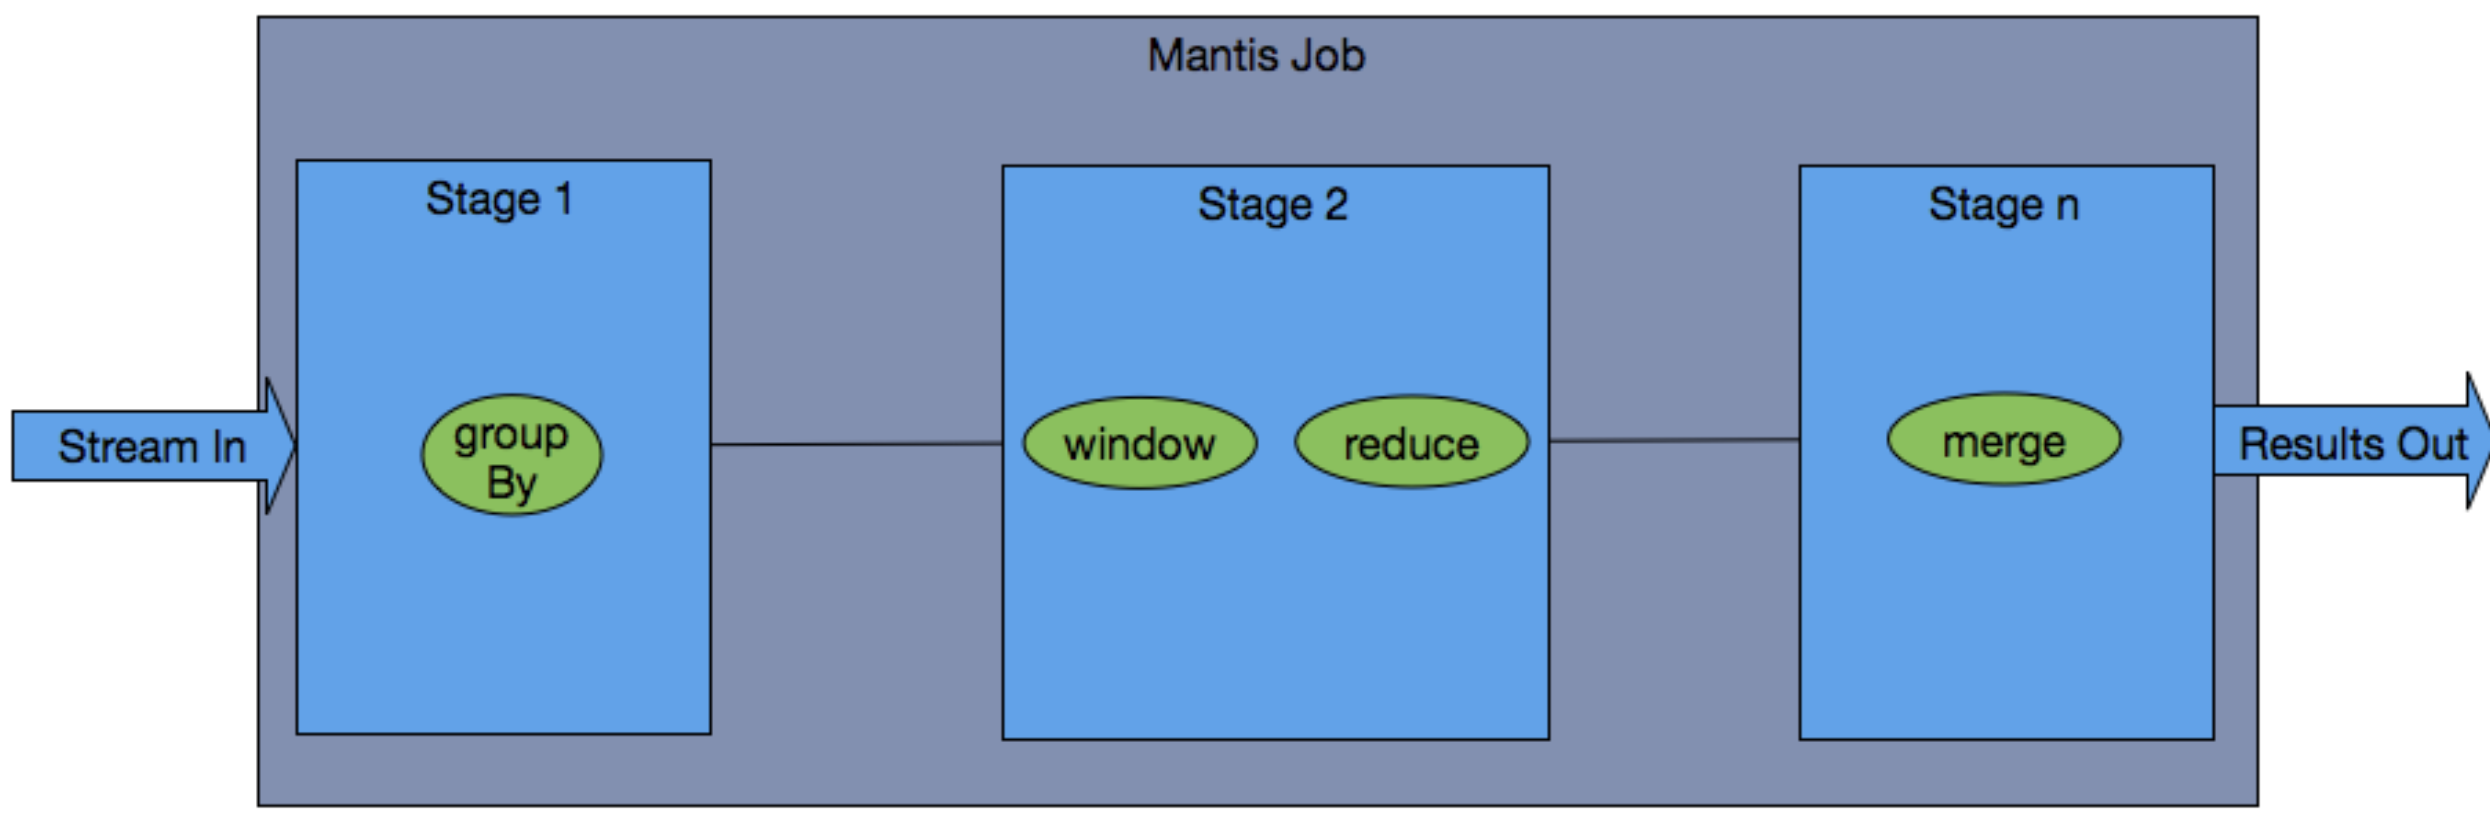 Mantis Job
Stage 1
Stage 2
Stage n
Stream In
group
By
window
reduce
merge
Results Out